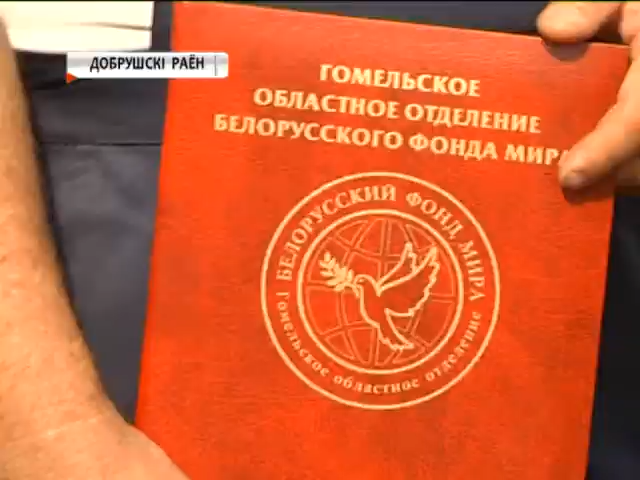 ДОБРУШСКІ РАЁН
ГОМЕЛЬСКОЕ
ОБЛАСТНОЕ ОТДЕЛЕНИЕ
БЕЛОРУССКОГО ФОНДА МИРА
БЕЛОРУССКИЙ ФОНД МИРА
Гомельское областное отделение